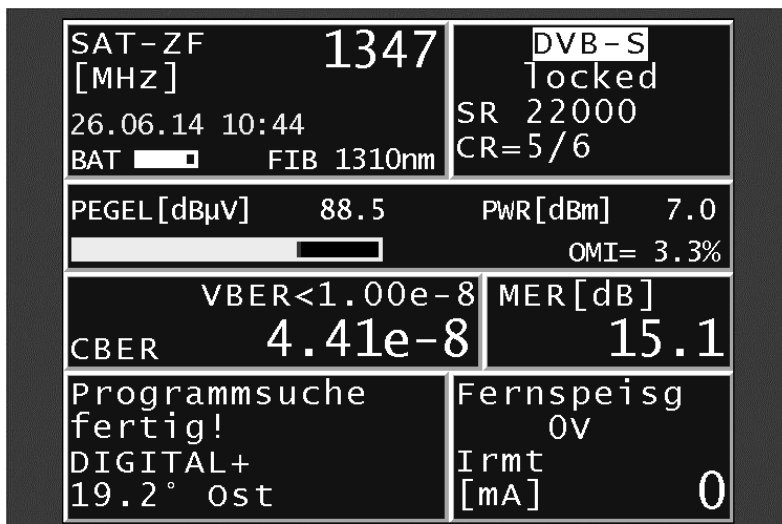 SAT-ZF 1347
[MHz]
26.06.14 10:44
BAT FIB 1310nm
DVB-S
locked
SR 22000
CR=5/6
PEGEL[dBµV] 88.5 PWR[dBm] 7.0
OMI= 3.3%
VBER<1.00e-8
CBER 4.41e-8
MER[dB]
15.1
Programmsuche
fertig!
DIGITAL+
19.2° Ost
Fernspeisg
0V
Irmt
[mA] 0